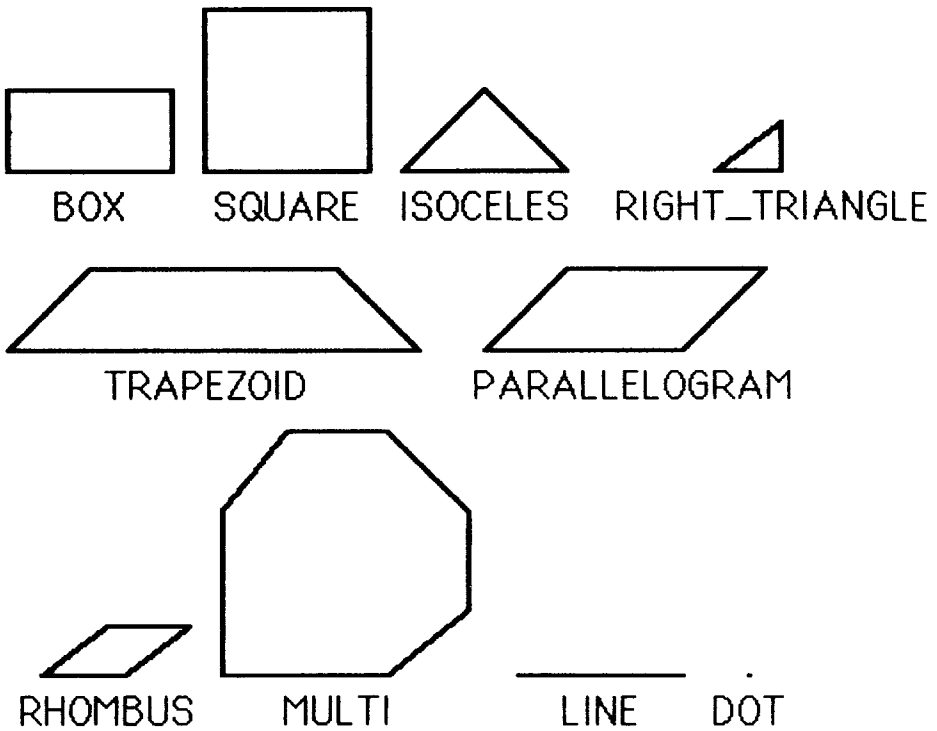 BOX SQUARE ISOCELES RIGHT_TRIANGLE
TRAPEZOID PARALLELOGRAM
RHOMBUS MULTI LINE DOT